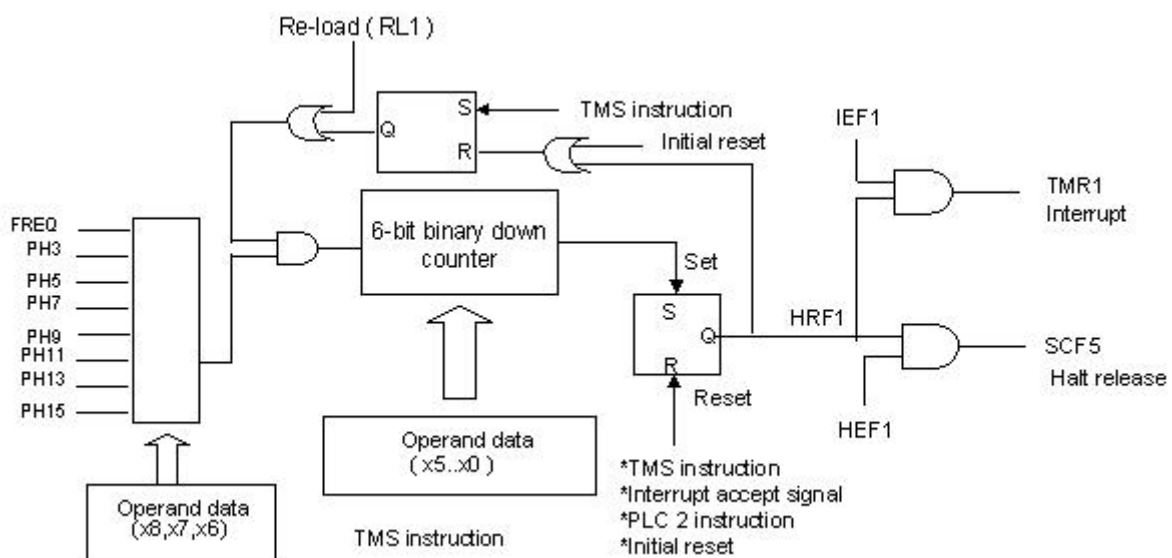 Re-load ( RL1 )
S
TMS instruction
Q
R
Initial reset
IEF1
TMR1
Interrupt
FREQ
PH3
PH5
PH7
PH9
PH11
PH13
PH15
6-bit binary down
counter
Set
S
Q
R
Reset
HRF1
SCF5
Halt release
HEF1
Operand data
( x5..x0 )
Operand data
(x8,x7,x6)
TMS instruction
*TMS instruction
*Interrupt accept signal
*PLC 2 instruction
*Initial reset